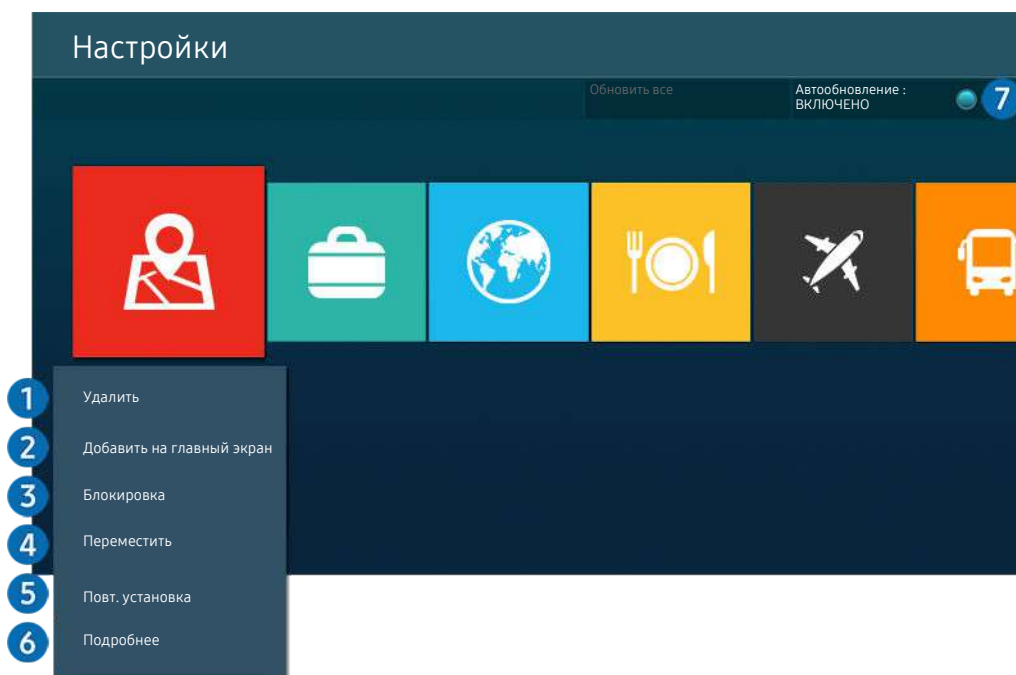 Настройки
Обновить все
Автообновление :
ВКЛЮЧЕНО
7
1 Удалить
2 Добавить на главный экран
3 Блокировка
4 Переместить
5 Повт. установка
6 Подробнее